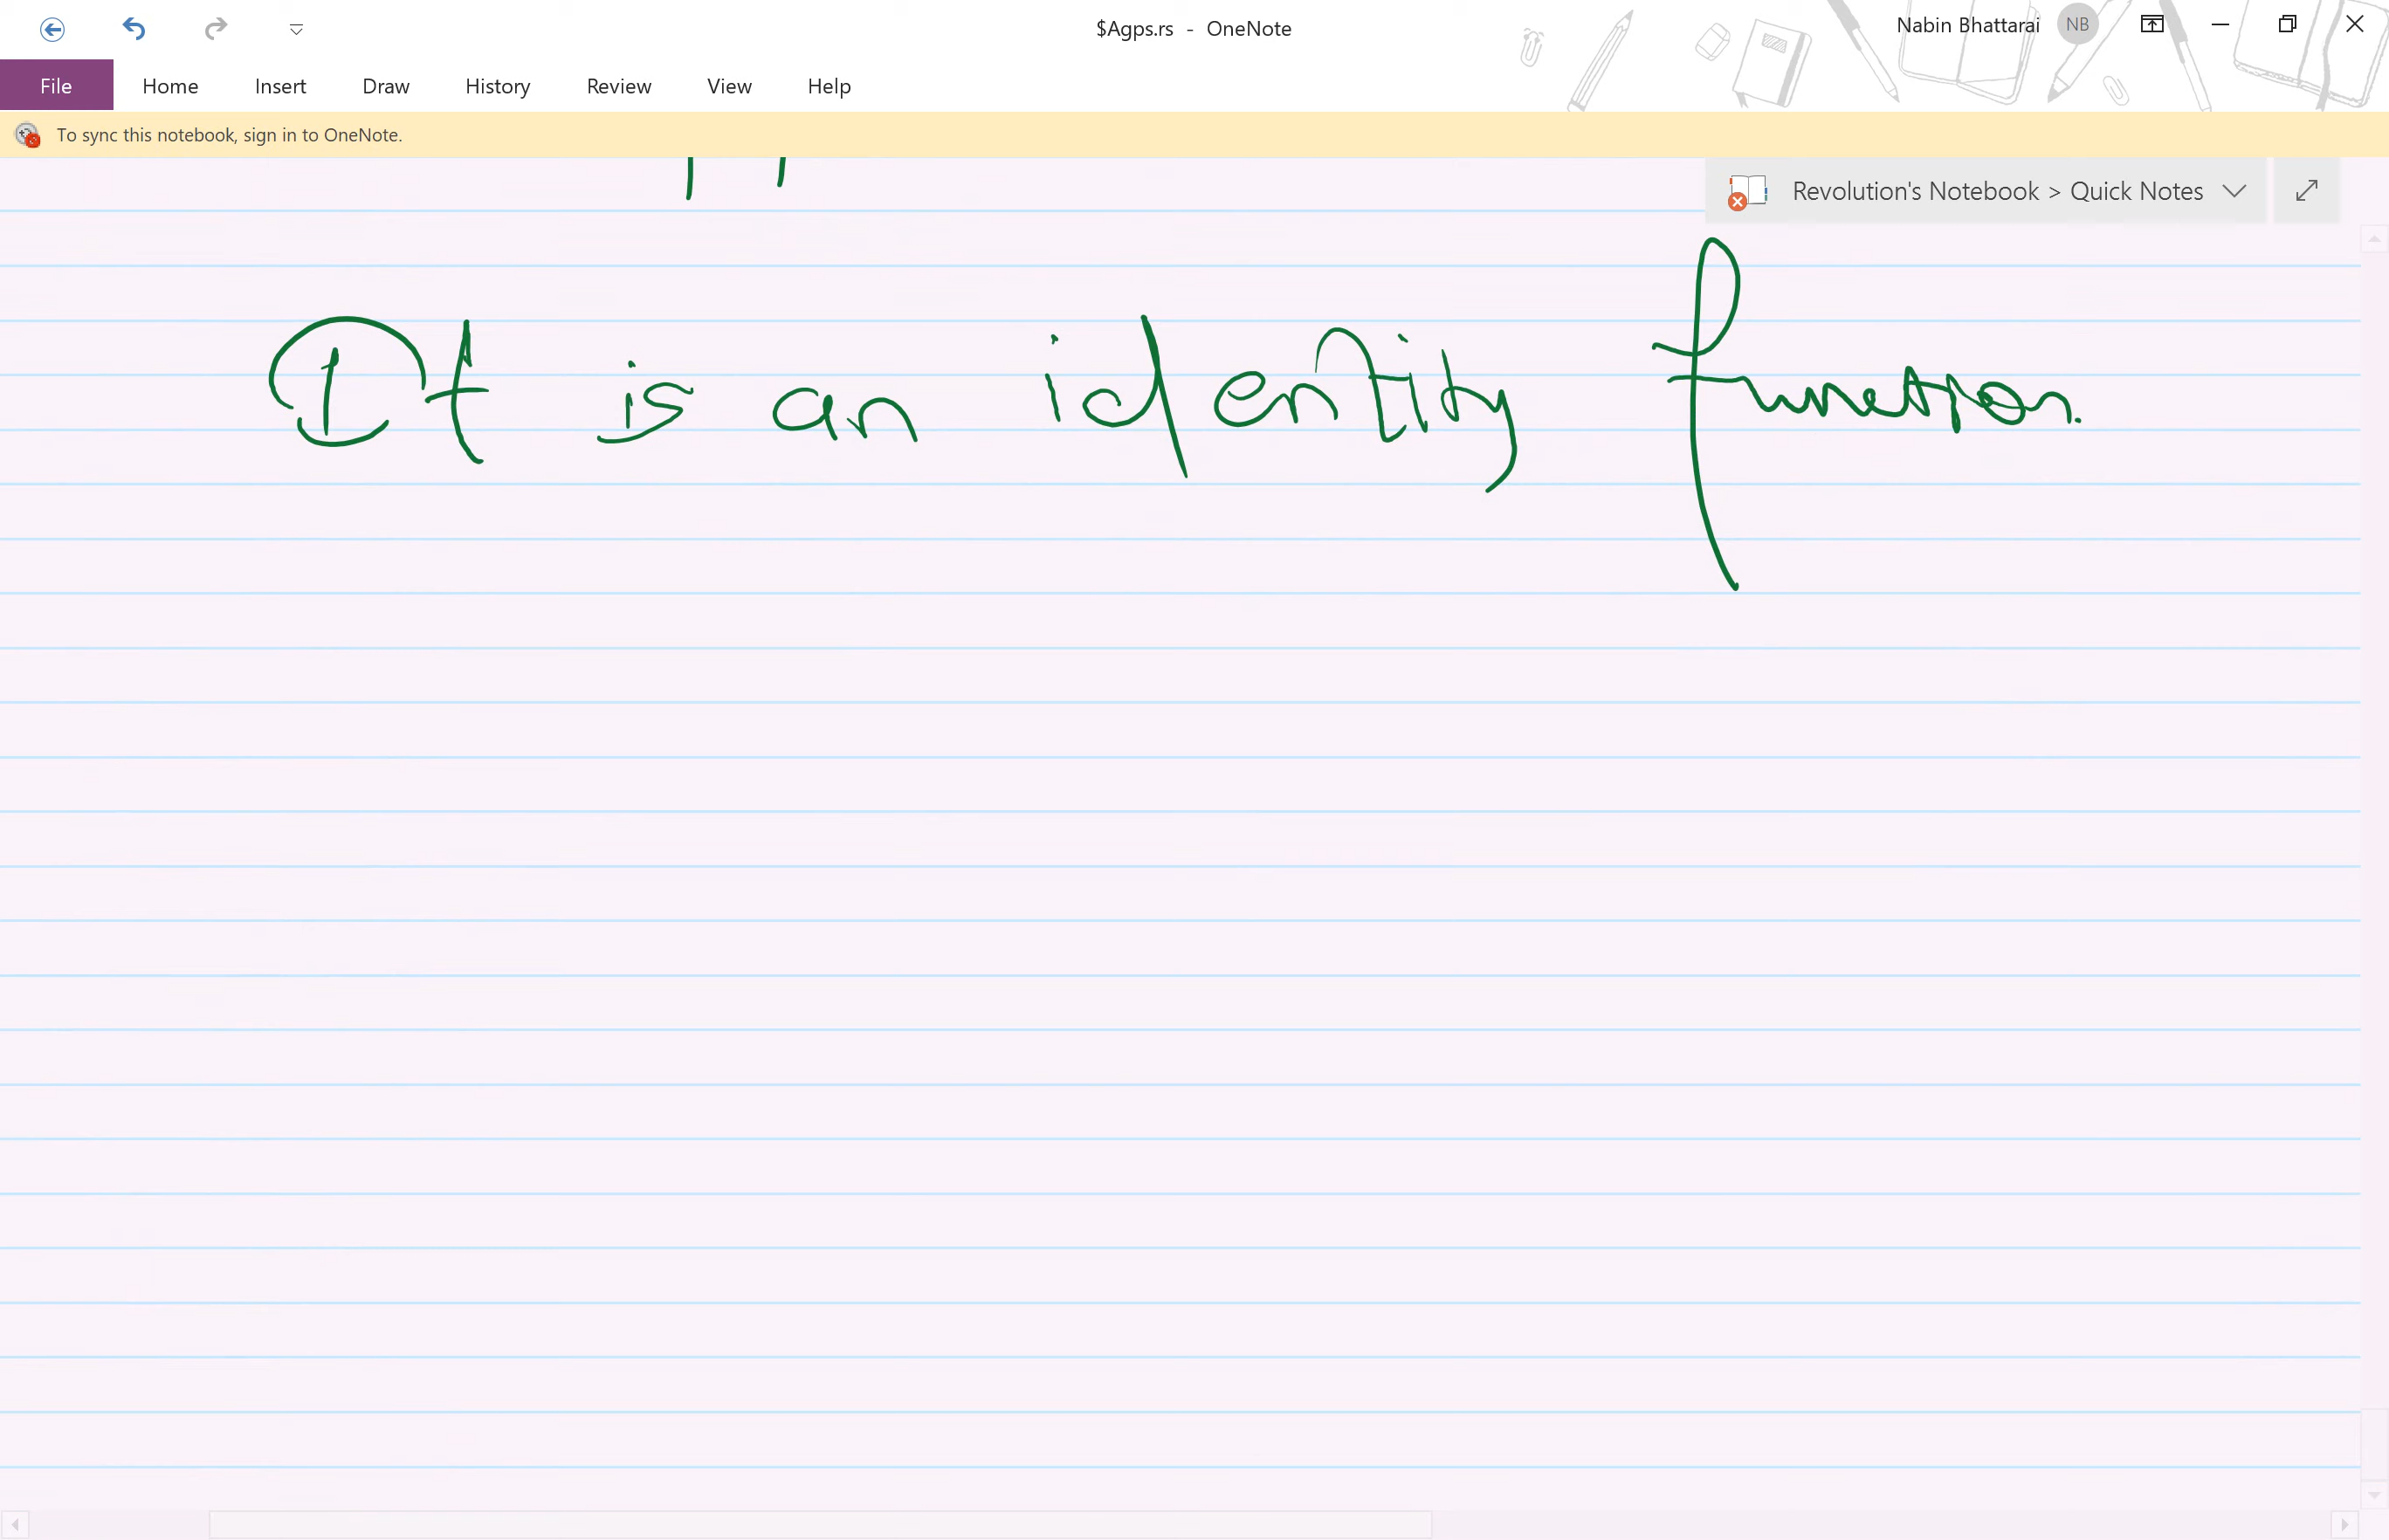 $Agps.rs - OneNote
Nabin Bhattarai NB
File Home Insert Draw History Review View Help
To sync this notebook, sign in to OneNote.
Revolution's Notebook > Quick Notes
It is an identity function.